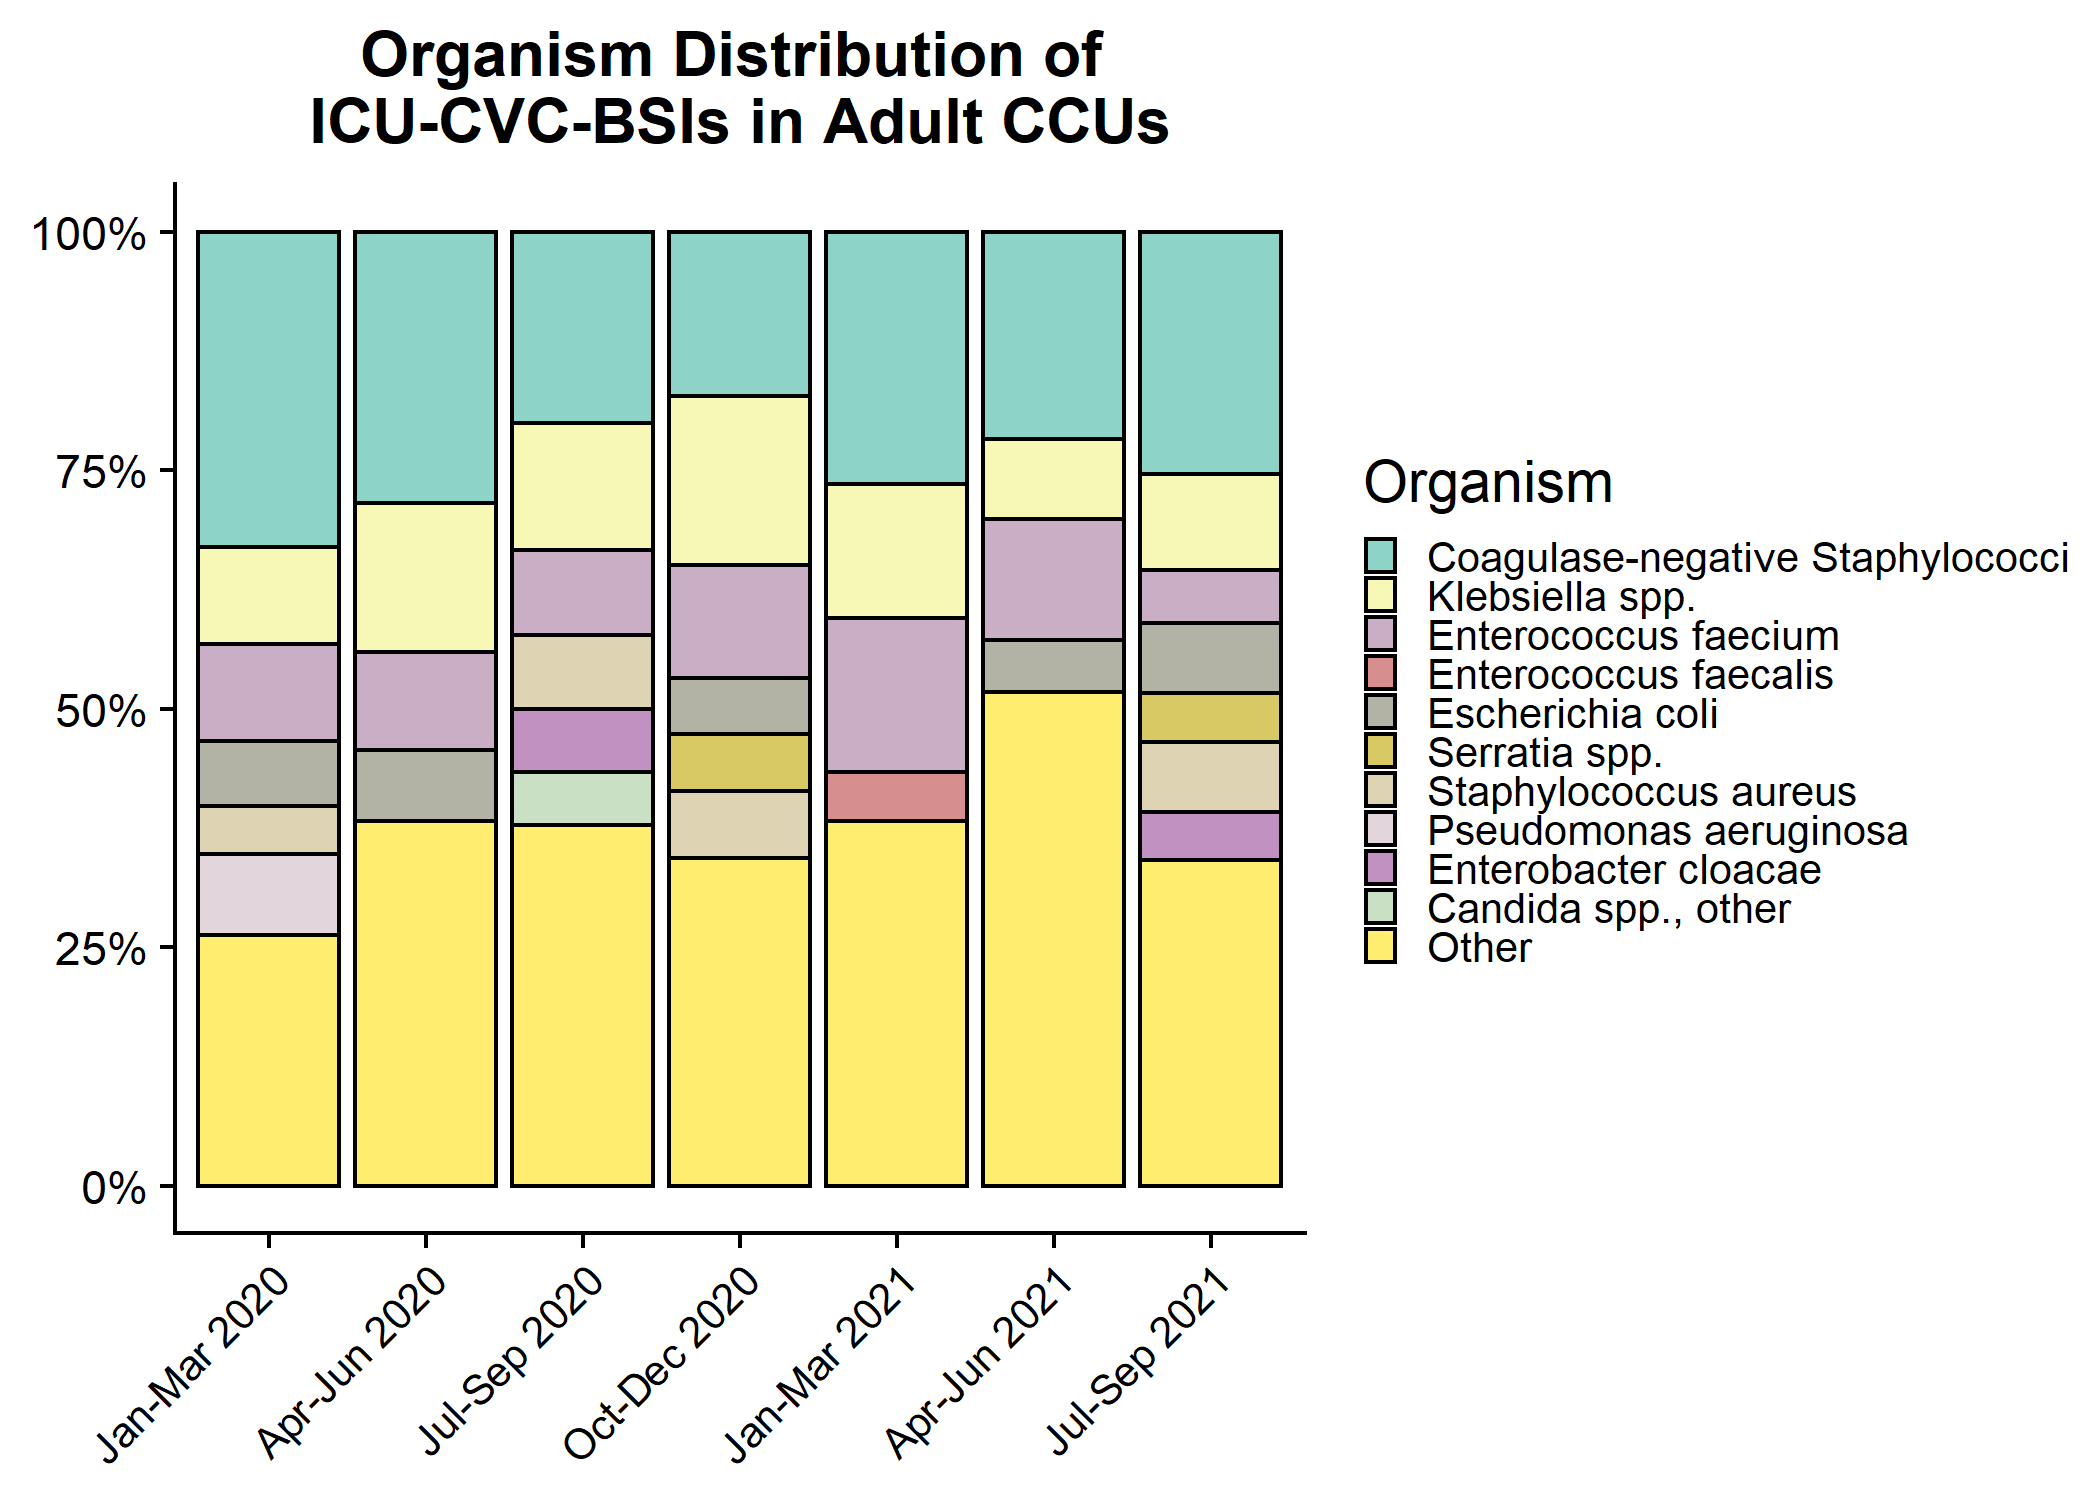 Organism Distribution of
ICU-CVC-BSIs in Adult CCUs
100%
75%
50%
25%
0%
Jan-Mar 2020
Apr-Jun 2020
Jul-Sep 2020
Oct-Dec 2020
Jan-Mar 2021
Apr-Jun 2021
Jul-Sep 2021
Organism
Coagulase-negative Staphylococci
Klebsiella spp.
Enterococcus faecium
Enterococcus faecalis
Escherichia coli
Serratia spp.
Staphylococcus aureus
Pseudomonas aeruginosa
Enterobacter cloacae
Candida spp., other
Other